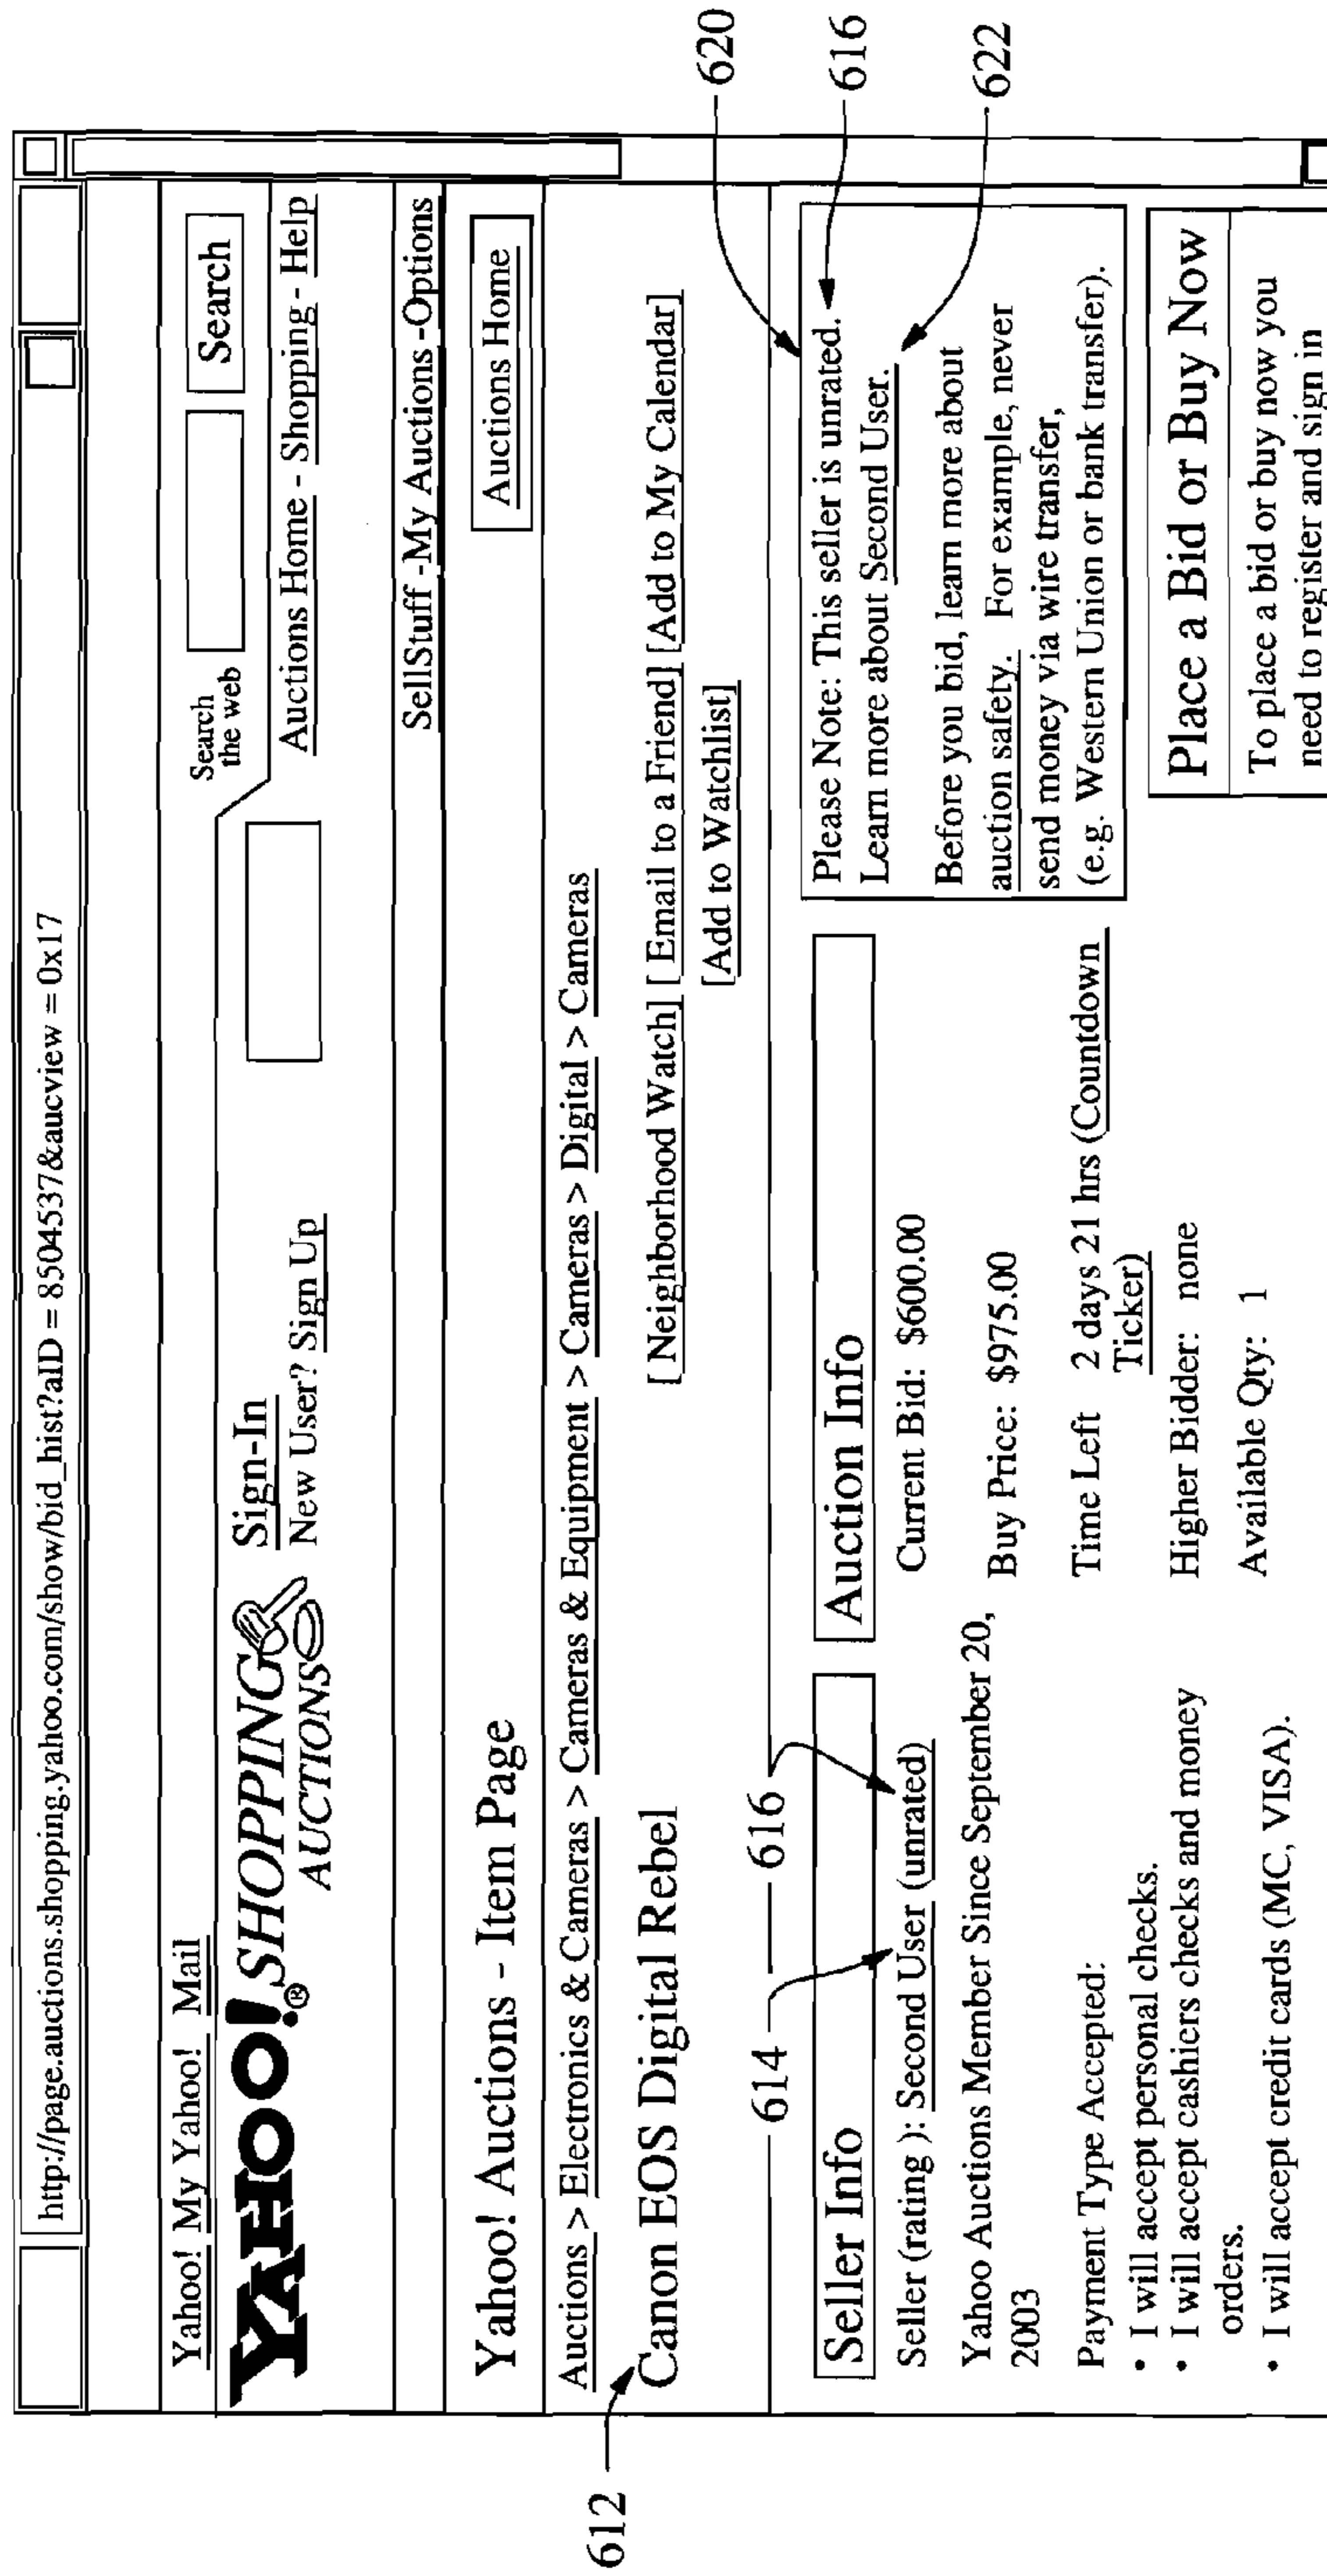 http://page.auctions.shopping.yahoo.com/show/bid_hist?aID = 8504537&aucview = 0x17
Yahoo! My Yahoo! Mail
Search the web
Search
YAHOO!® SHOPPING
AUCTIONS
Sign-In
New User? Sign Up
Auctions Home - Shopping - Help
SellStuff -My Auctions -Options
Yahoo! Auctions - Item Page
Auctions Home
Auctions > Electronics & Cameras > Cameras & Equipment > Cameras > Digital > Cameras
612
Canon EOS Digital Rebel
[ Neighborhood Watch] [ Email to a Friend] [Add to My Calendar]
[Add to Watchlist]
614
616
620
616
622
Seller Info
Seller (rating ): Second User (unrated)
Yahoo Auctions Member Since September 20,
2003
Payment Type Accepted:
• I will accept personal checks.
• I will accept cashiers checks and money
orders.
• I will accept credit cards (MC, VISA).
Auction Info
Current Bid: $600.00
Buy Price: $975.00
Time Left 2 days 21 hrs (Countdown
Ticker)
Higher Bidder: none
Available Qty: 1
Please Note: This seller is unrated.
Learn more about Second User.
Before you bid, learn more about
auction safety. For example, never
send money via wire transfer,
(e.g. Western Union or bank transfer).
Place a Bid or Buy Now
To place a bid or buy now you
need to register and sign in